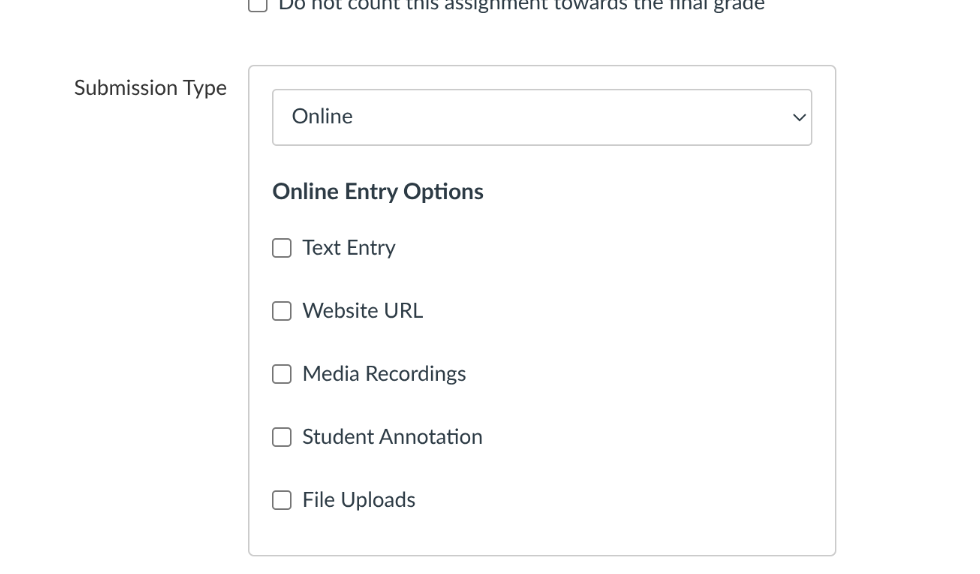 Do not count this assignment towards the final grade
Submission Type
Online
Online Entry Options
Text Entry
Website URL
Media Recordings
Student Annotation
File Uploads